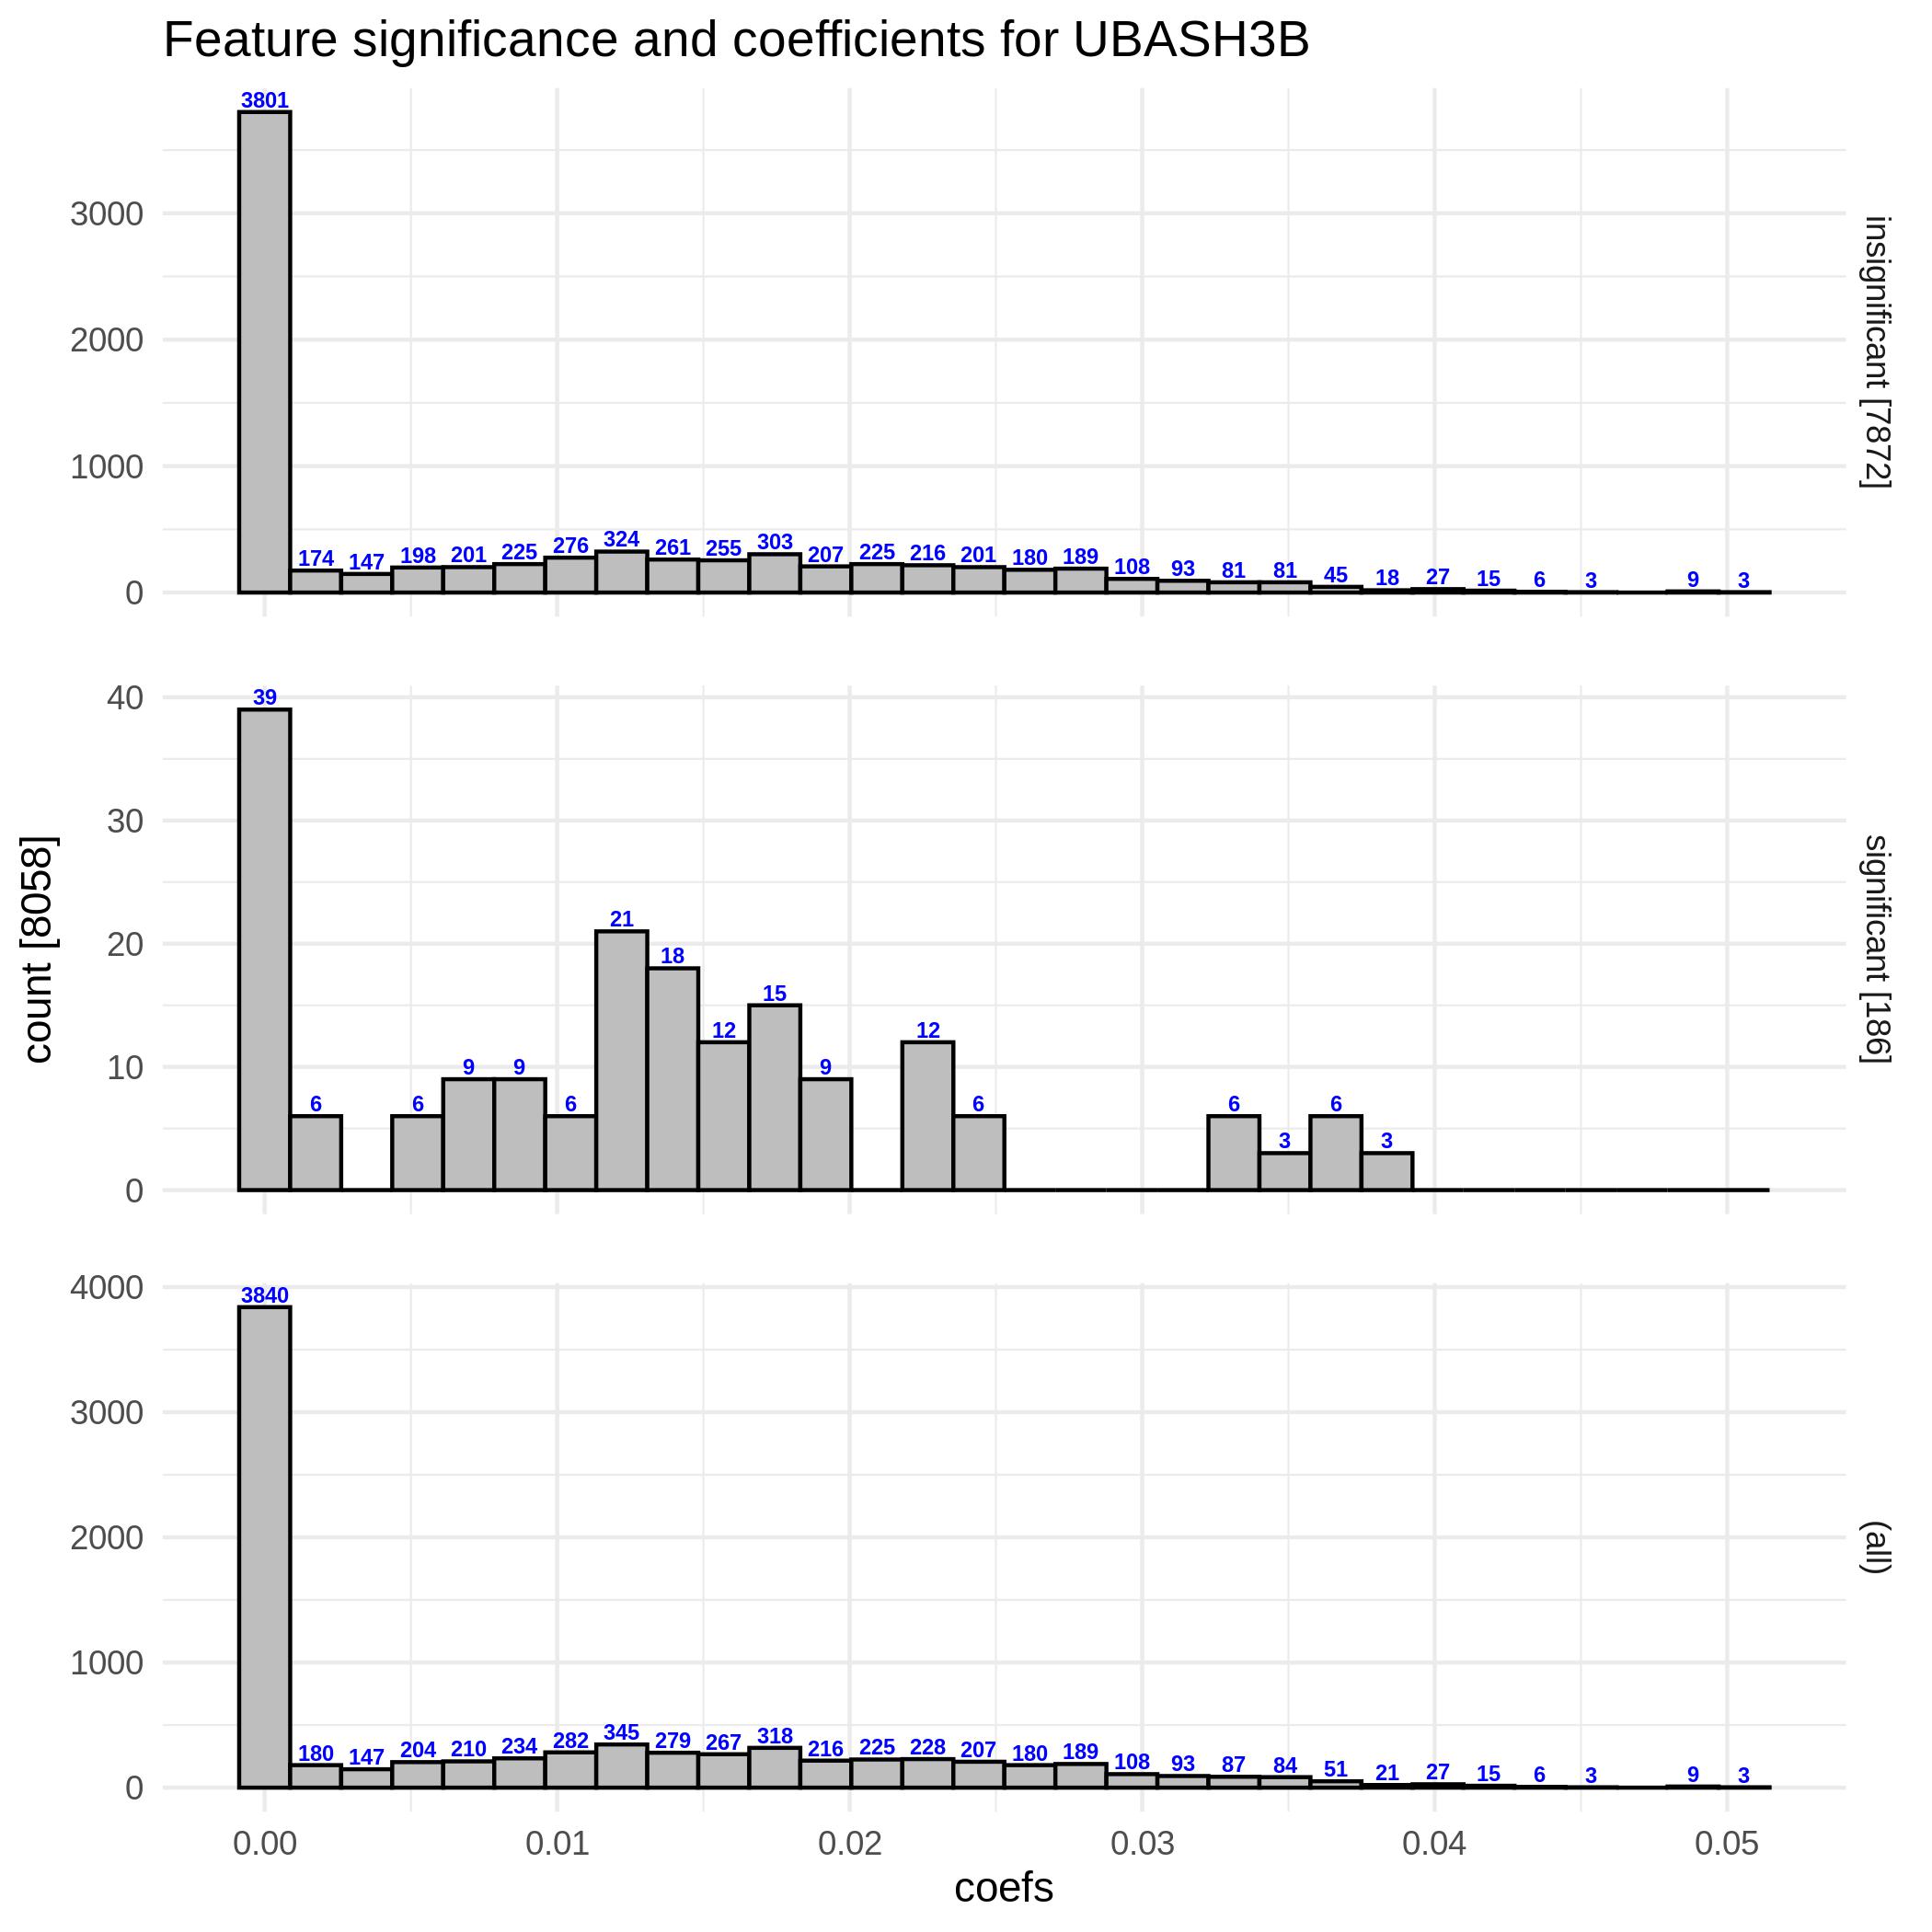 Feature significance and coefficients for UBASH3B
3801
174 147 198 201 225 276 324 261 255 303 207 225 216 201 180 189 108 93 81 81 45 18 27 15 6 3 9 3
3000
2000
1000
0
insignificant [7872]
39
6 6 9 9 6 21 18 12 15 9 12 6 6 3 6 3
40
30
20
10
0
significant [186]
count [8058]
3840
180 147 204 210 234 282 345 279 267 318 216 225 228 207 180 189 108 93 87 84 51 21 27 15 6 3 9 3
4000
3000
2000
1000
0
(all)
0.00 0.01 0.02 0.03 0.04 0.05
coefs